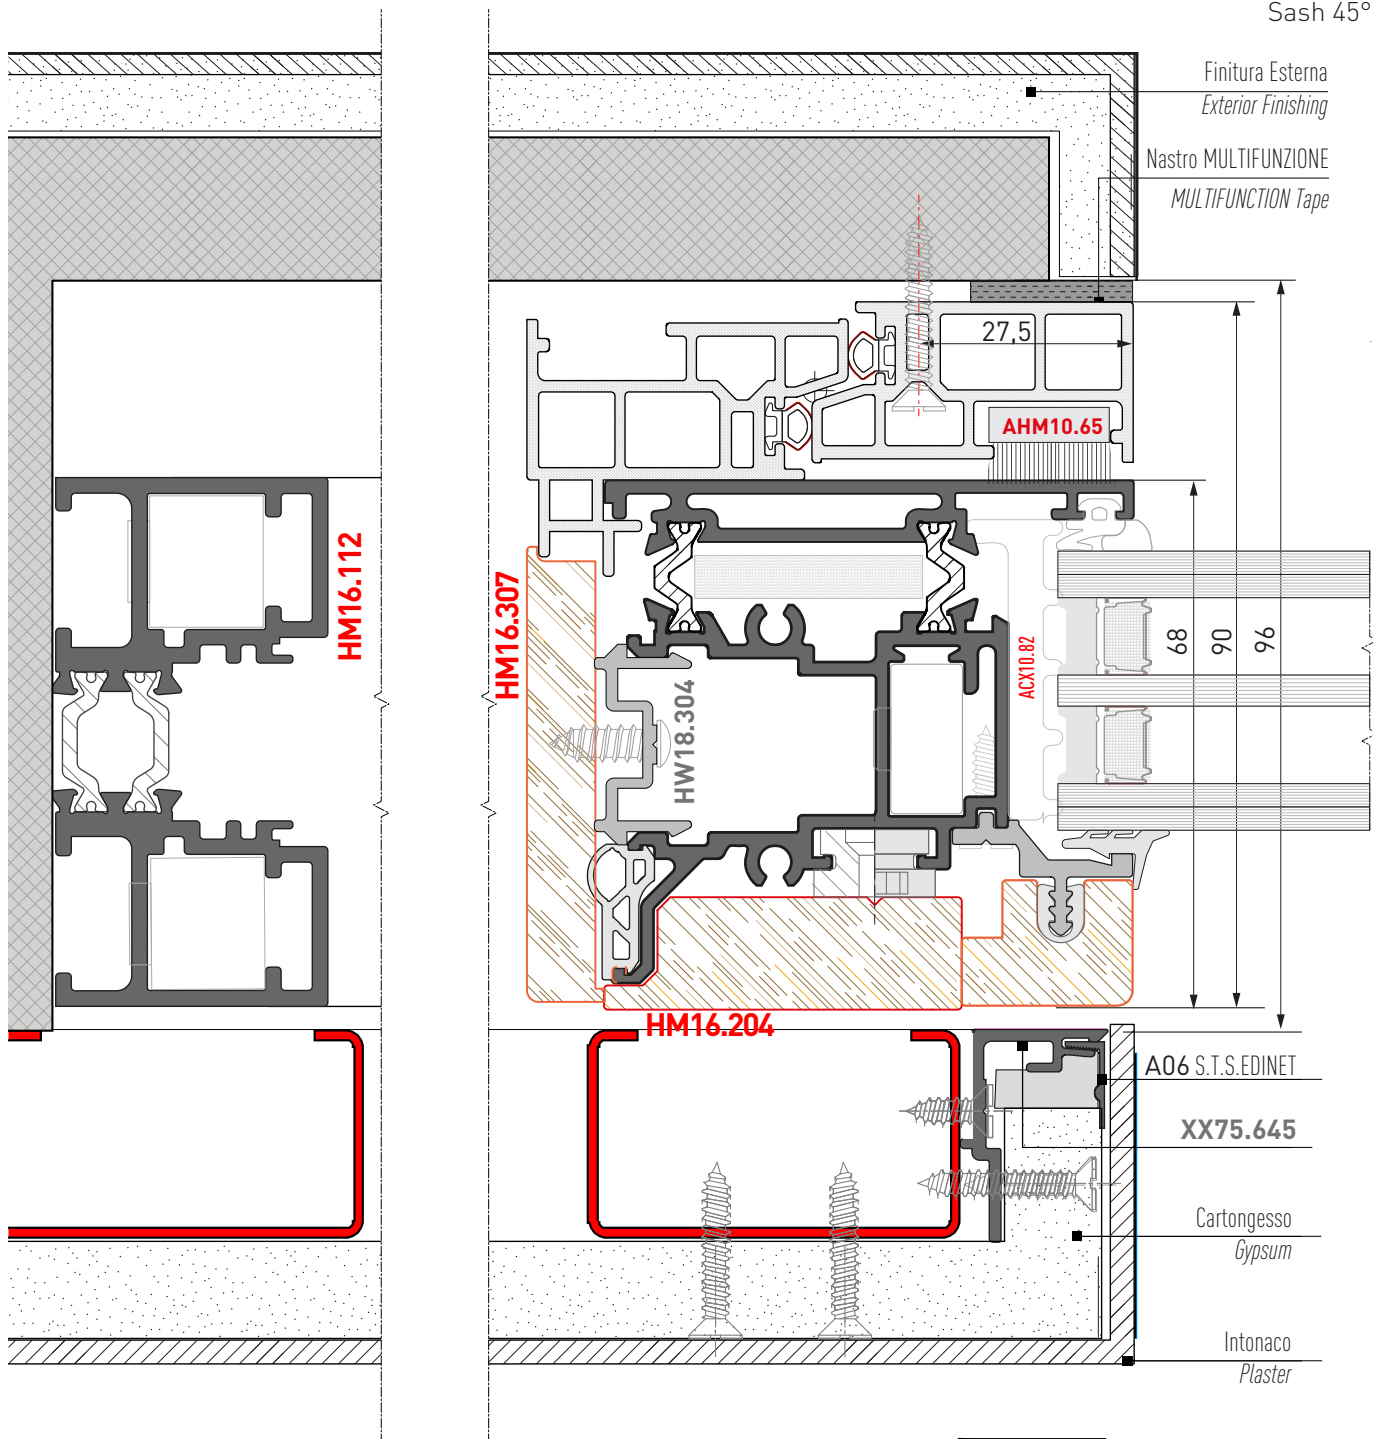 Sash 45°
Finitura Esterna
Exterior Finishing
Nastro MULTIFUNZIONE
MULTIFUNCTION Tape
27,5
AHM10.65
HM16.112
HM16.307
HW18.304
ACX10.82
68
90
96
HM16.204
A06 S.T.S.EDINET
XX75.645
Cartongesso
Gypsum
Intonaco
Plaster